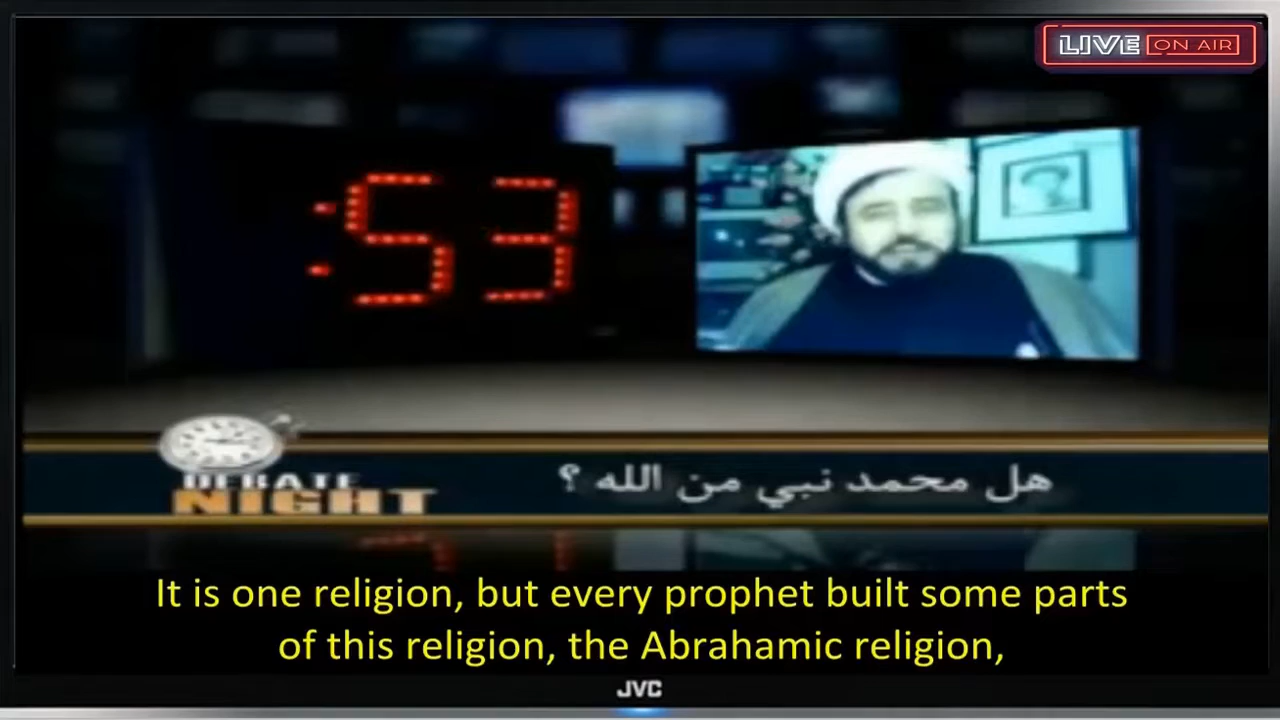 LIVE ON AIR
:53
DEBATE
NIGHT
هل محمد نبي من الله ؟
It is one religion, but every prophet built some parts
of this religion, the Abrahamic religion,
JVC